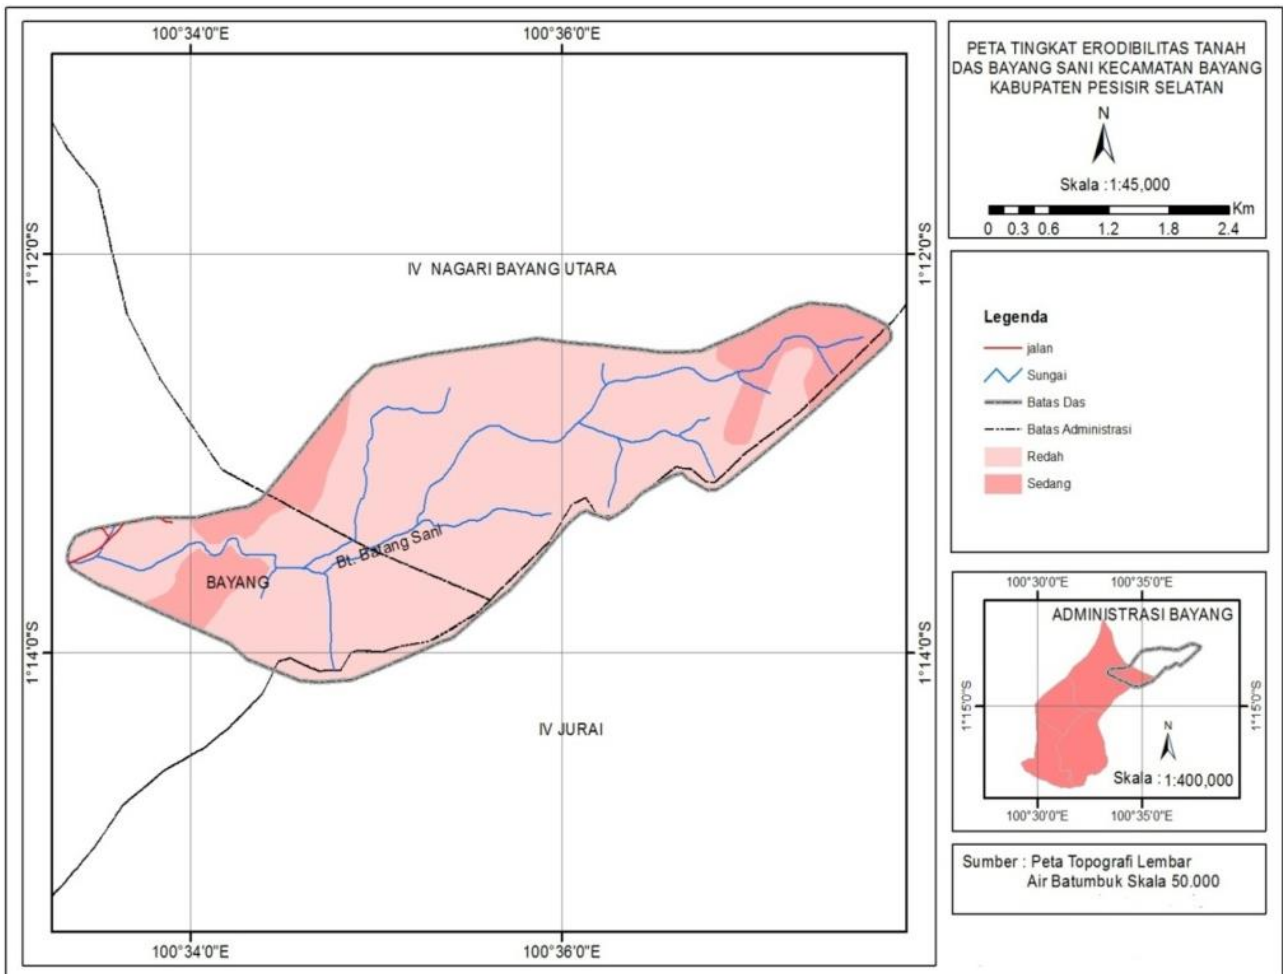 100°34'0"E
100°36'0"E
1°12'0"S
1°12'0"S
IV NAGARI BAYANG UTARA
Bt. Batang Sani
BAYANG
1°14'0"S
1°14'0"S
IV JURAI
100°34'0"E
100°36'0"E
PETA TINGKAT ERODIBILITAS TANAH
DAS BAYANG SANI KECAMATAN BAYANG
KABUPATEN PESISIR SELATAN
N
Skala : 1:45,000
Km
0 0.3 0.6 1.2 1.8 2.4
Legenda
jalan
Sungai
Batas Das
Batas Administrasi
Redah
Sedang
100°30'0"E
100°35'0"E
ADMINISTRASI BAYANG
1°15'0"S
1°15'0"S
N
Skala : 1:400,000
100°30'0"E
100°35'0"E
Sumber : Peta Topografi Lembar
Air Batumbuk Skala 50.000